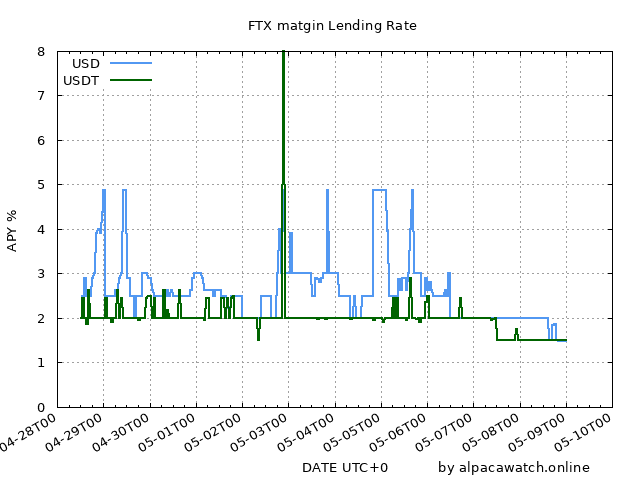 FTX matgin Lending Rate
USD
USDT
APY %
8
7
6
5
4
3
2
1
0
04-28T00
04-29T00
04-30T00
05-01T00
05-02T00
05-03T00
05-04T00
05-05T00
05-06T00
05-07T00
05-08T00
05-09T00
05-10T00
DATE UTC+0
by alpacawatch.online